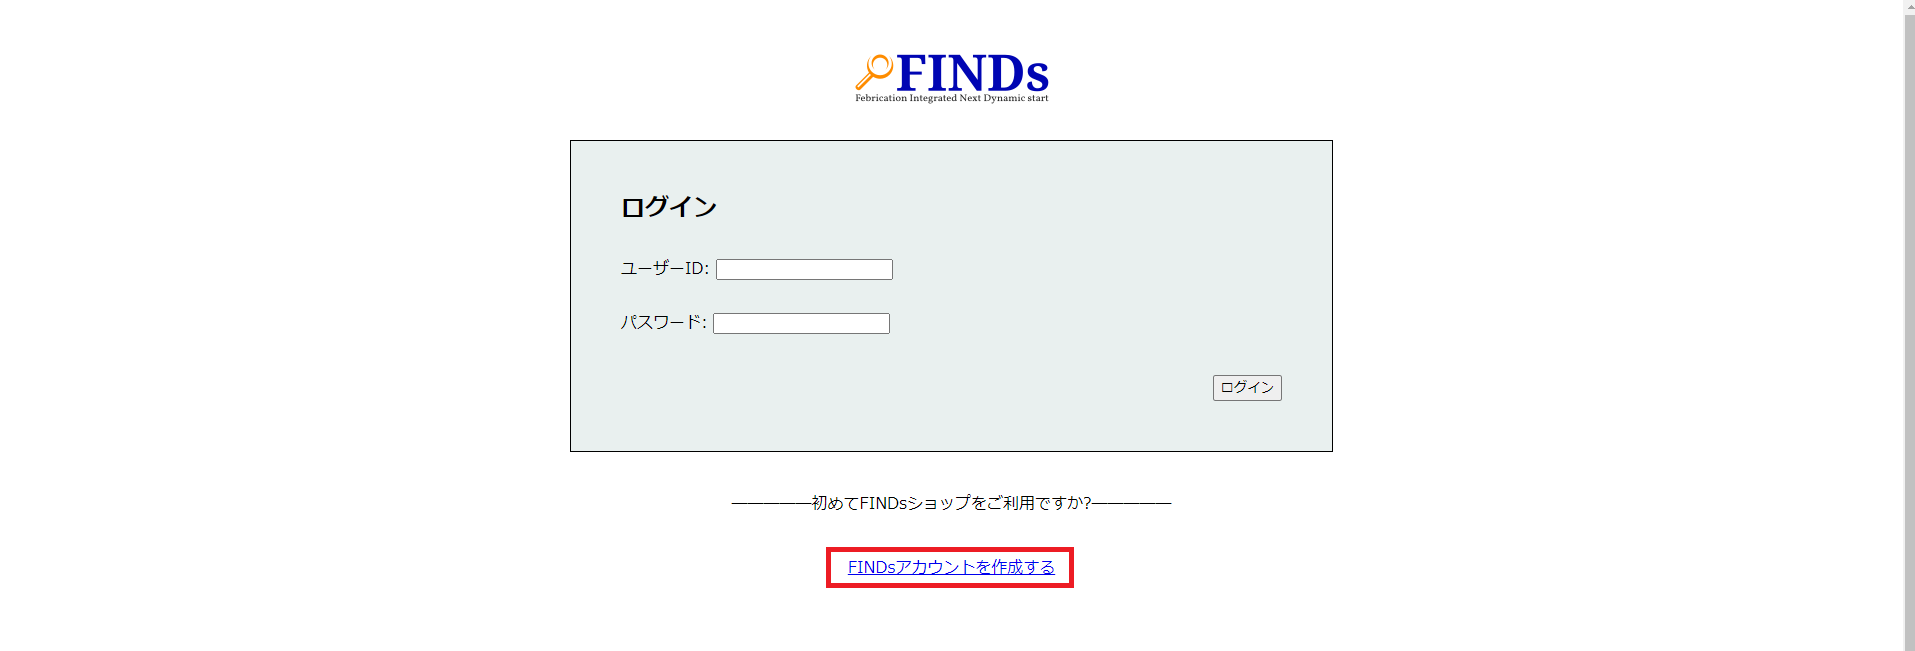 FINDs
Febrication Integrated Next Dynamic start
ログイン
ユーザーID:
パスワード:
ログイン
—————初めてFINDsショップをご利用ですか?—————
FINDsアカウントを作成する